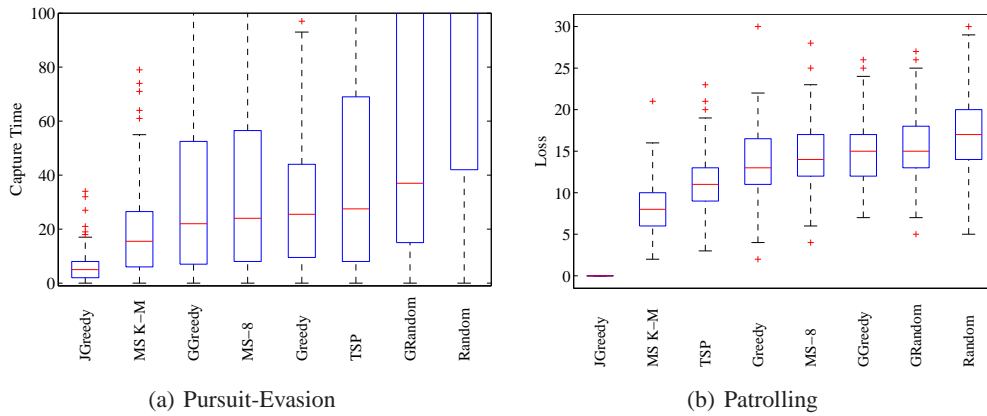 100
80
60
40
20
0
Capture Time
JGreedy
MS K−M
GGreedy
MS−8
Greedy
TSP
GRandom
Random
(a) Pursuit-Evasion
30
25
20
15
10
5
0
Loss
JGreedy
MS K−M
TSP
Greedy
MS−8
GGreedy
GRandom
Random
(b) Patrolling